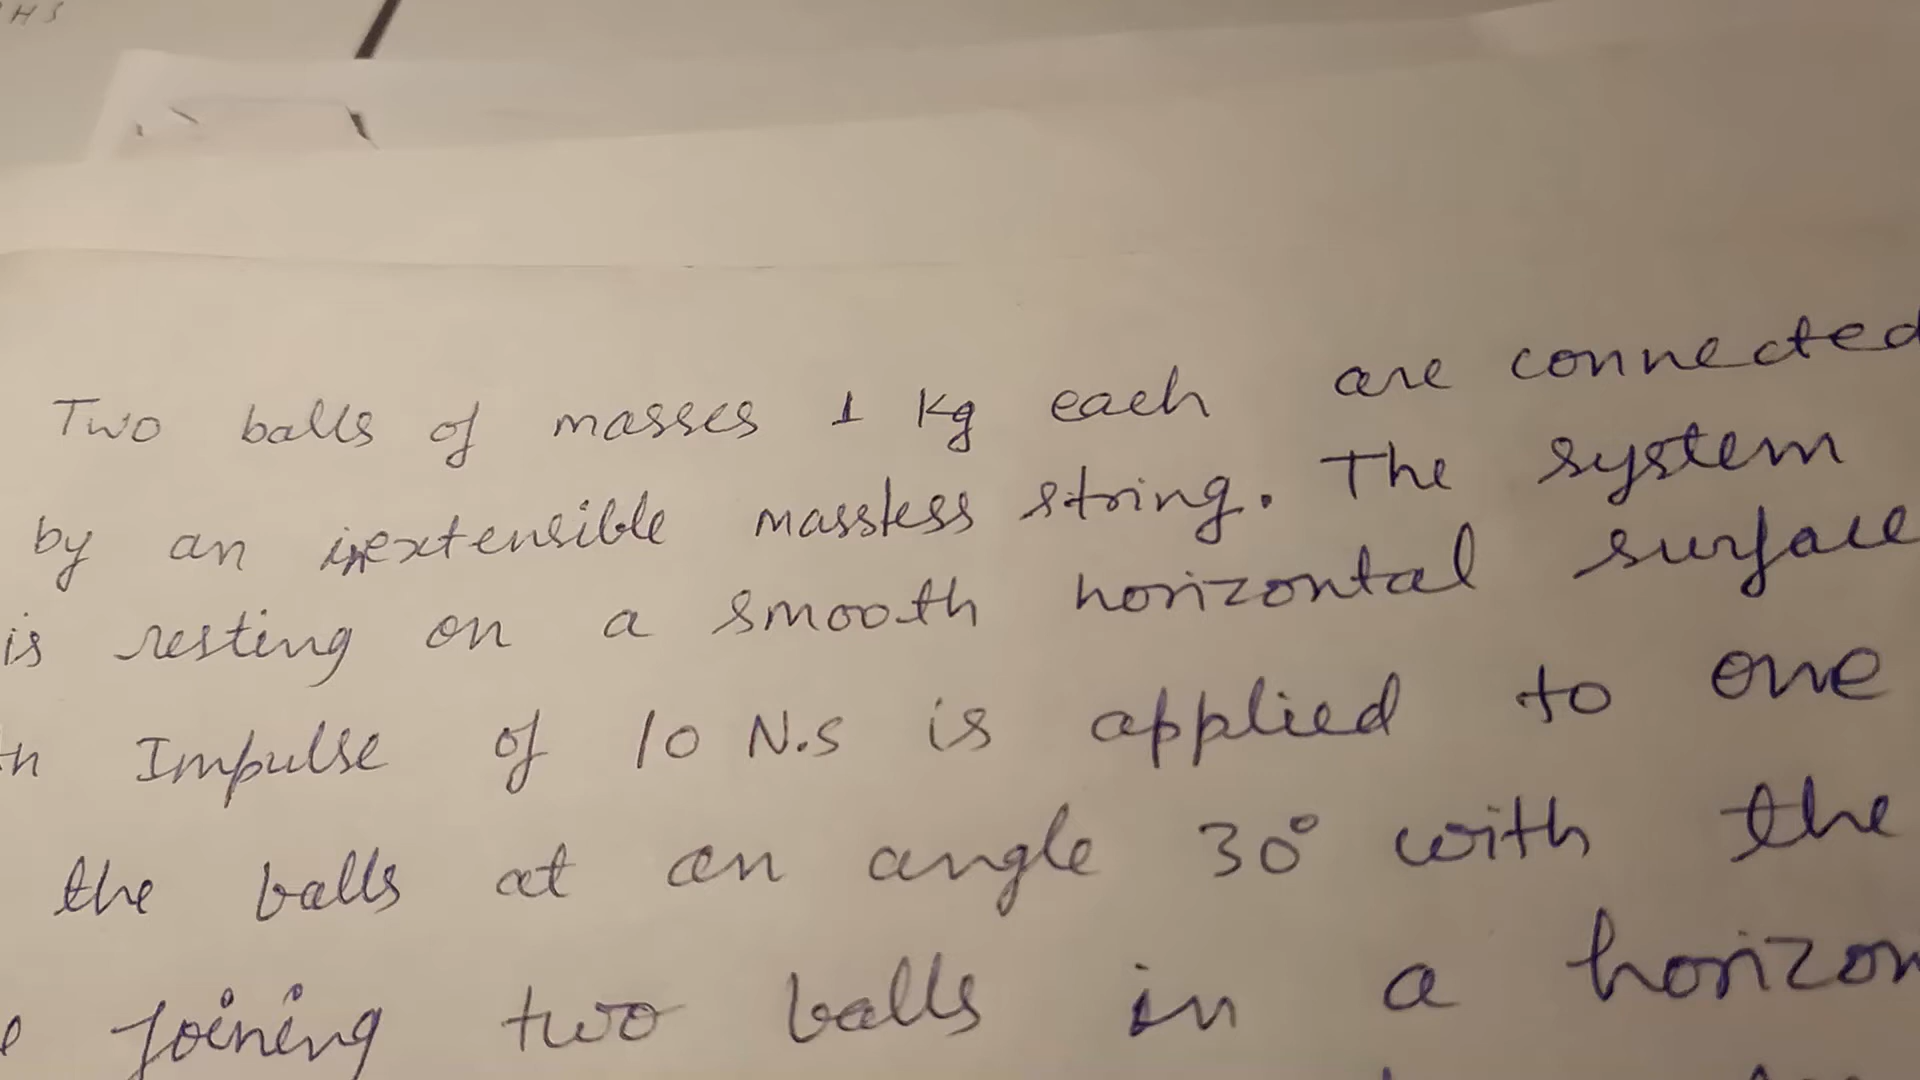 HS
Two balls of masses 1 Kg each are connected
by an inextensible massless string. The system
is resting on a smooth horizontal surface
Impulse of 10 N.s is applied to one
the balls at an angle 30° with the
joining two balls in a horizon